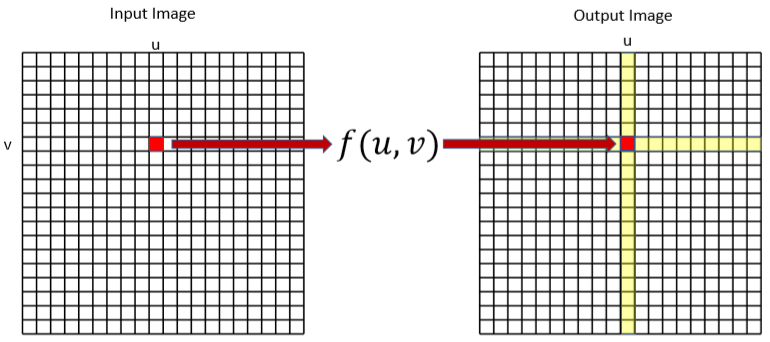 Input Image
Output Image
u
u
v
f(u, v)